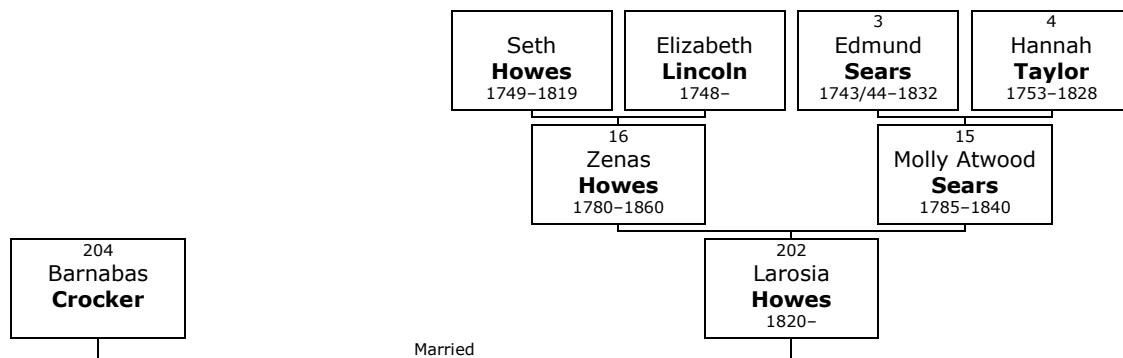 Seth
Howes
1749–1819
Elizabeth
Lincoln
1748–
3
Edmund
Sears
1743/44–1832
4
Hannah
Taylor
1753–1828
16
Zenas
Howes
1780–1860
15
Molly Atwood
Sears
1785–1840
204
Barnabas
Crocker
202
Larosia
Howes
1820–
Married